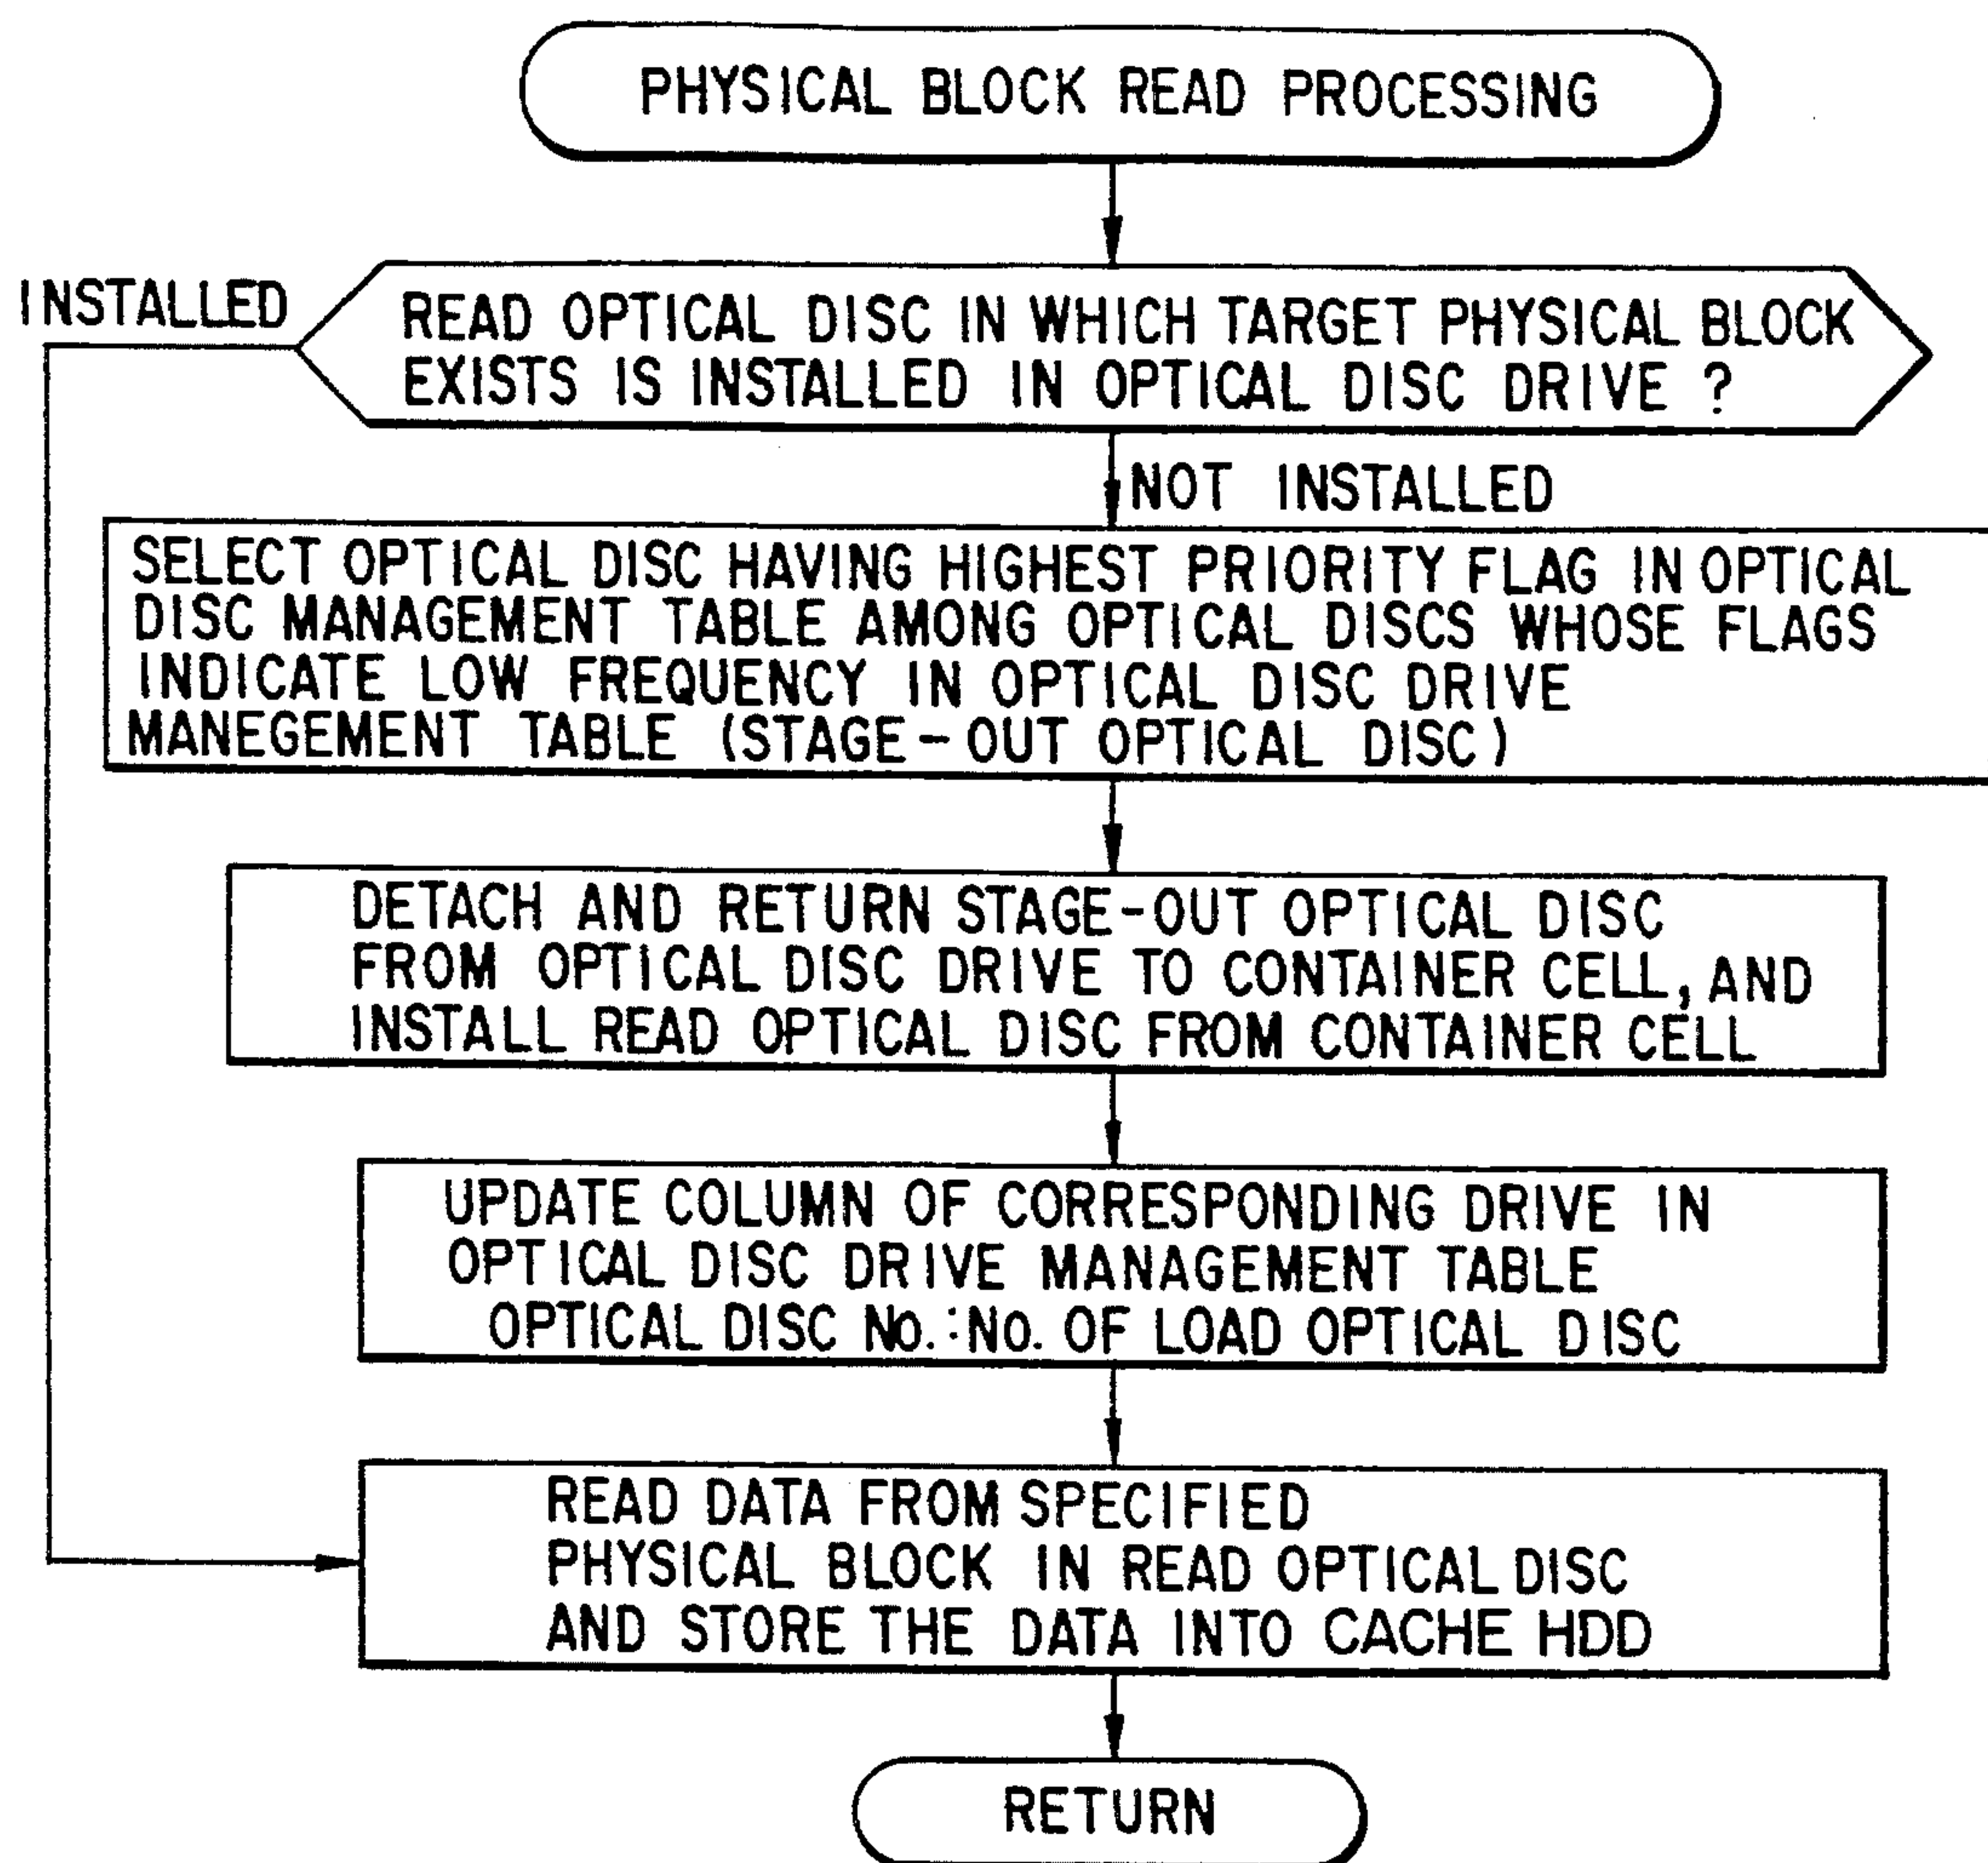 PHYSICAL BLOCK READ PROCESSING
INSTALLED
READ OPTICAL DISC IN WHICH TARGET PHYSICAL BLOCK
EXISTS IS INSTALLED IN OPTICAL DISC DRIVE ?
NOT INSTALLED
SELECT OPTICAL DISC HAVING HIGHEST PRIORITY FLAG IN OPTICAL
DISC MANAGEMENT TABLE AMONG OPTICAL DISCS WHOSE FLAGS
INDICATE LOW FREQUENCY IN OPTICAL DISC DRIVE
MANEGEMENT TABLE (STAGE-OUT OPTICAL DISC)
DETACH AND RETURN STAGE-OUT OPTICAL DISC
FROM OPTICAL DISC DRIVE TO CONTAINER CELL, AND
INSTALL READ OPTICAL DISC FROM CONTAINER CELL
UPDATE COLUMN OF CORRESPONDING DRIVE IN
OPTICAL DISC DRIVE MANAGEMENT TABLE
OPTICAL DISC No.:No. OF LOAD OPTICAL DISC
READ DATA FROM SPECIFIED
PHYSICAL BLOCK IN READ OPTICAL DISC
AND STORE THE DATA INTO CACHE HDD
RETURN